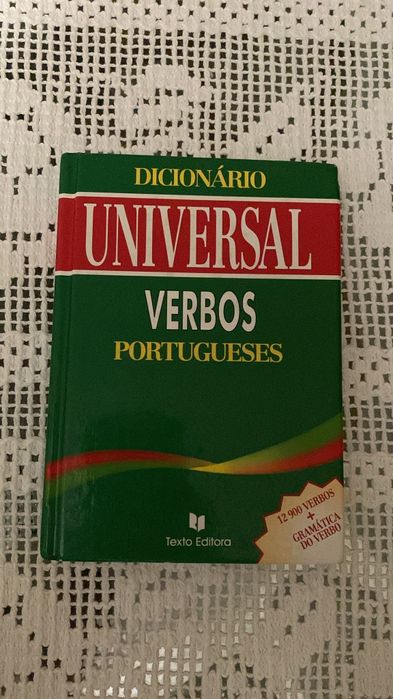 DICIONÁRIO
UNIVERSAL
VERBOS
PORTUGUESES
12 900 VERBOS
+
GRAMÁTICA
DO VERBO
Texto Editora